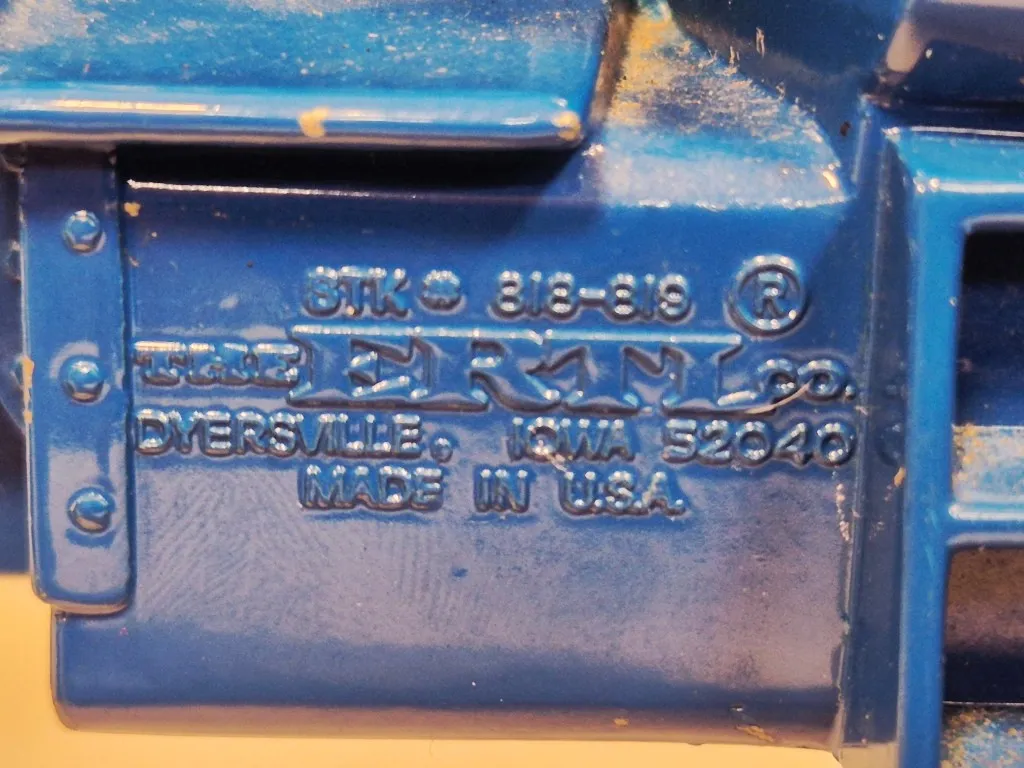 STK® 818-819 ®
THE ERTL CO.
DYERSVILLE, IOWA 52040
MADE IN U.S.A.